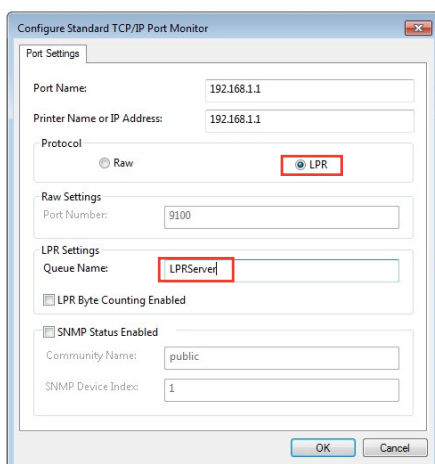 Configure Standard TCP/IP Port Monitor
Port Settings
Port Name: 192.168.1.1
Printer Name or IP Address: 192.168.1.1
Protocol
Raw LPR
Raw Settings
Port Number: 9100
LPR Settings
Queue Name: LPRServer
LPR Byte Counting Enabled
SNMP Status Enabled
Community Name: public
SNMP Device Index: 1
OK Cancel